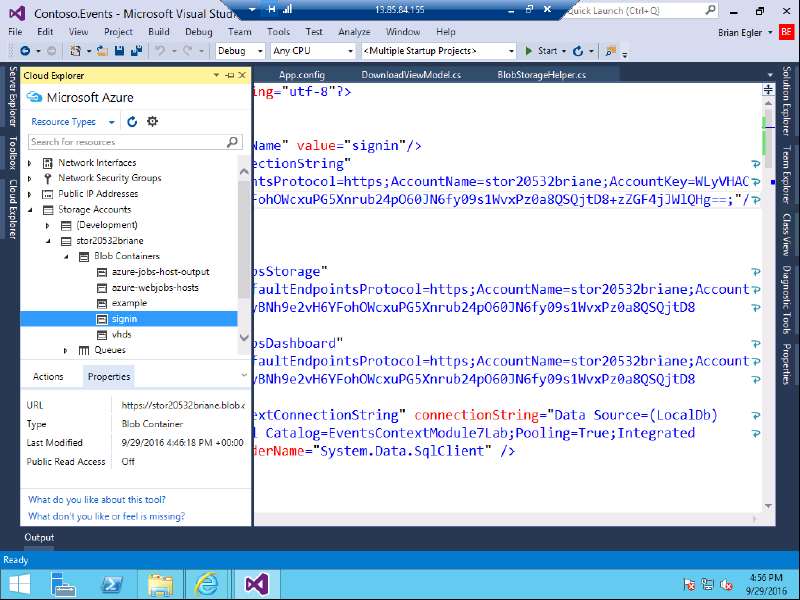 Contoso.Events - Microsoft Visual Stud
13.85.84.155
Quick Launch (Ctrl+Q)
File Edit View Project Build Debug Team Tools Test Analyze Window Help
Brian Egler
BE
Debug Any CPU <Multiple Startup Projects> Start
Server Explorer
Toolbox
Cloud Explorer
Cloud Explorer
Microsoft Azure
Resource Types
Search for resources
Network Interfaces
Network Security Groups
Public IP Addresses
Storage Accounts
(Development)
stor20532briane
Blob Containers
azure-jobs-host-output
azure-webjobs-hosts
example
signin
vhds
Queues
Actions Properties
URL https://stor20532briane.blob.c
Type Blob Container
Last Modified 9/29/2016 4:46:18 PM +00:00
Public Read Access Off
What do you like about this tool?
What don't you like or feel is missing?
App.config DownloadViewModel.cs BlobStorageHelper.cs
ing="utf-8"?>
Name" value="signin"/>
ectionString"
ntsProtocol=https;AccountName=stor20532briane;AccountKey=WLyVHAC
FohOWcxuPG5Xnrub24pO60JN6fy09s1WvxPz0a8QSQjtD8+zZGF4jJWlQHg==;"/
bsStorage"
faultEndpointsProtocol=https;AccountName=stor20532briane;Account
yBNh9e2vH6YFohOWcxuPG5Xnrub24pO60JN6fy09s1WvxPz0a8QSQjtD8
bsDashboard"
faultEndpointsProtocol=https;AccountName=stor20532briane;Account
yBNh9e2vH6YFohOWcxuPG5Xnrub24pO60JN6fy09s1WvxPz0a8QSQjtD8
extConnectionString" connectionString="Data Source=(LocalDb)
l Catalog=EventsContextModule7Lab;Pooling=True;Integrated
derName="System.Data.SqlClient" />
Solution Explorer
Team Explorer
Class View
Diagnostic Tools
Properties
Output
Ready
4:56 PM
9/29/2016